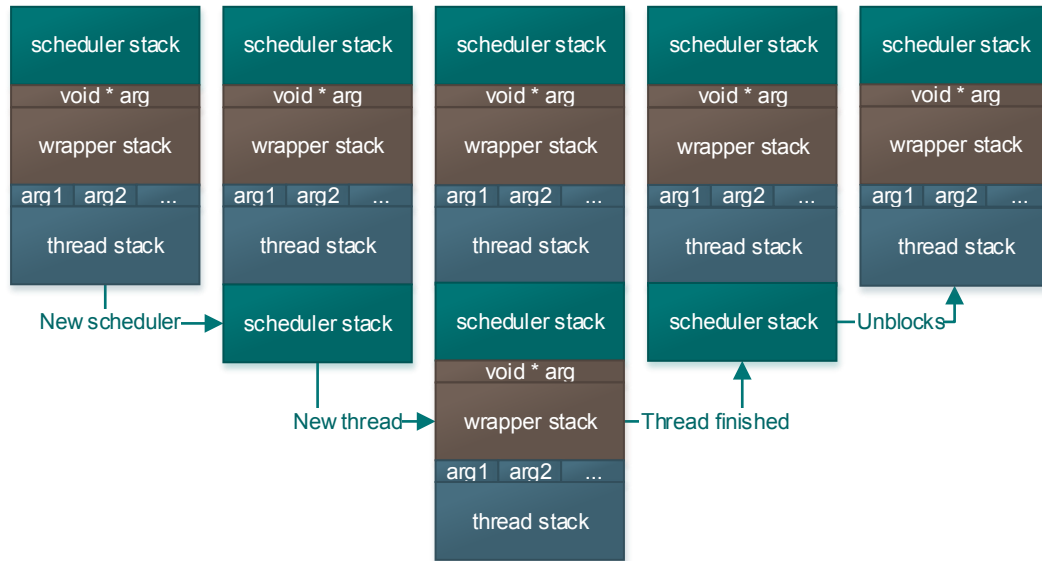 scheduler stack
void * arg
wrapper stack
arg1 arg2 ...
thread stack
New scheduler
scheduler stack
void * arg
wrapper stack
arg1 arg2 ...
thread stack
scheduler stack
New thread
scheduler stack
void * arg
wrapper stack
arg1 arg2 ...
thread stack
scheduler stack
void * arg
wrapper stack
arg1 arg2 ...
thread stack
Thread finished
scheduler stack
void * arg
wrapper stack
arg1 arg2 ...
thread stack
scheduler stack
Unblocks
scheduler stack
void * arg
wrapper stack
arg1 arg2 ...
thread stack